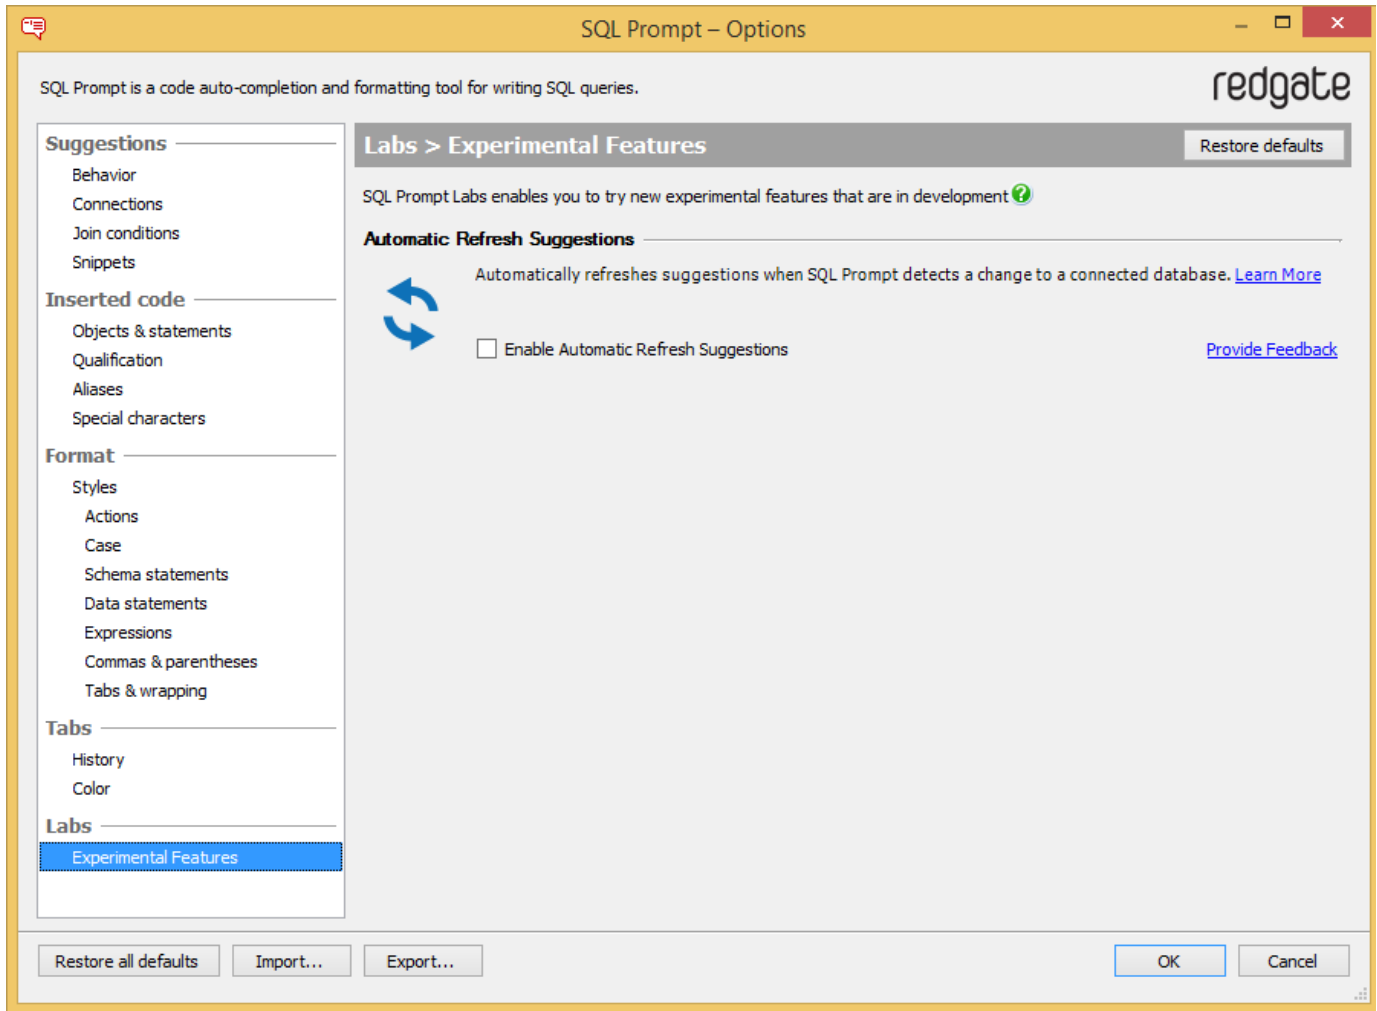 SQL Prompt – Options
SQL Prompt is a code auto-completion and formatting tool for writing SQL queries.
redgate
Suggestions
Behavior
Connections
Join conditions
Snippets
Inserted code
Objects & statements
Qualification
Aliases
Special characters
Format
Styles
Actions
Case
Schema statements
Data statements
Expressions
Commas & parentheses
Tabs & wrapping
Tabs
History
Color
Labs
Experimental Features
Labs > Experimental Features
Restore defaults
SQL Prompt Labs enables you to try new experimental features that are in development
Automatic Refresh Suggestions
Automatically refreshes suggestions when SQL Prompt detects a change to a connected database. Learn More
Enable Automatic Refresh Suggestions
Provide Feedback
Restore all defaults
Import...
Export...
OK
Cancel